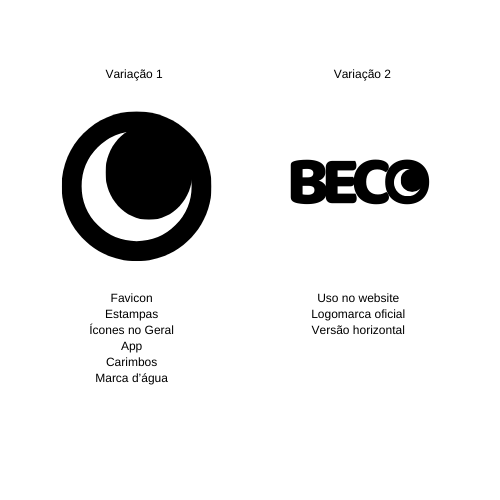 Variação 1
Variação 2
BECO
Favicon
Estampas
Ícones no Geral
App
Carimbos
Marca d'água
Uso no website
Logomarca oficial
Versão horizontal